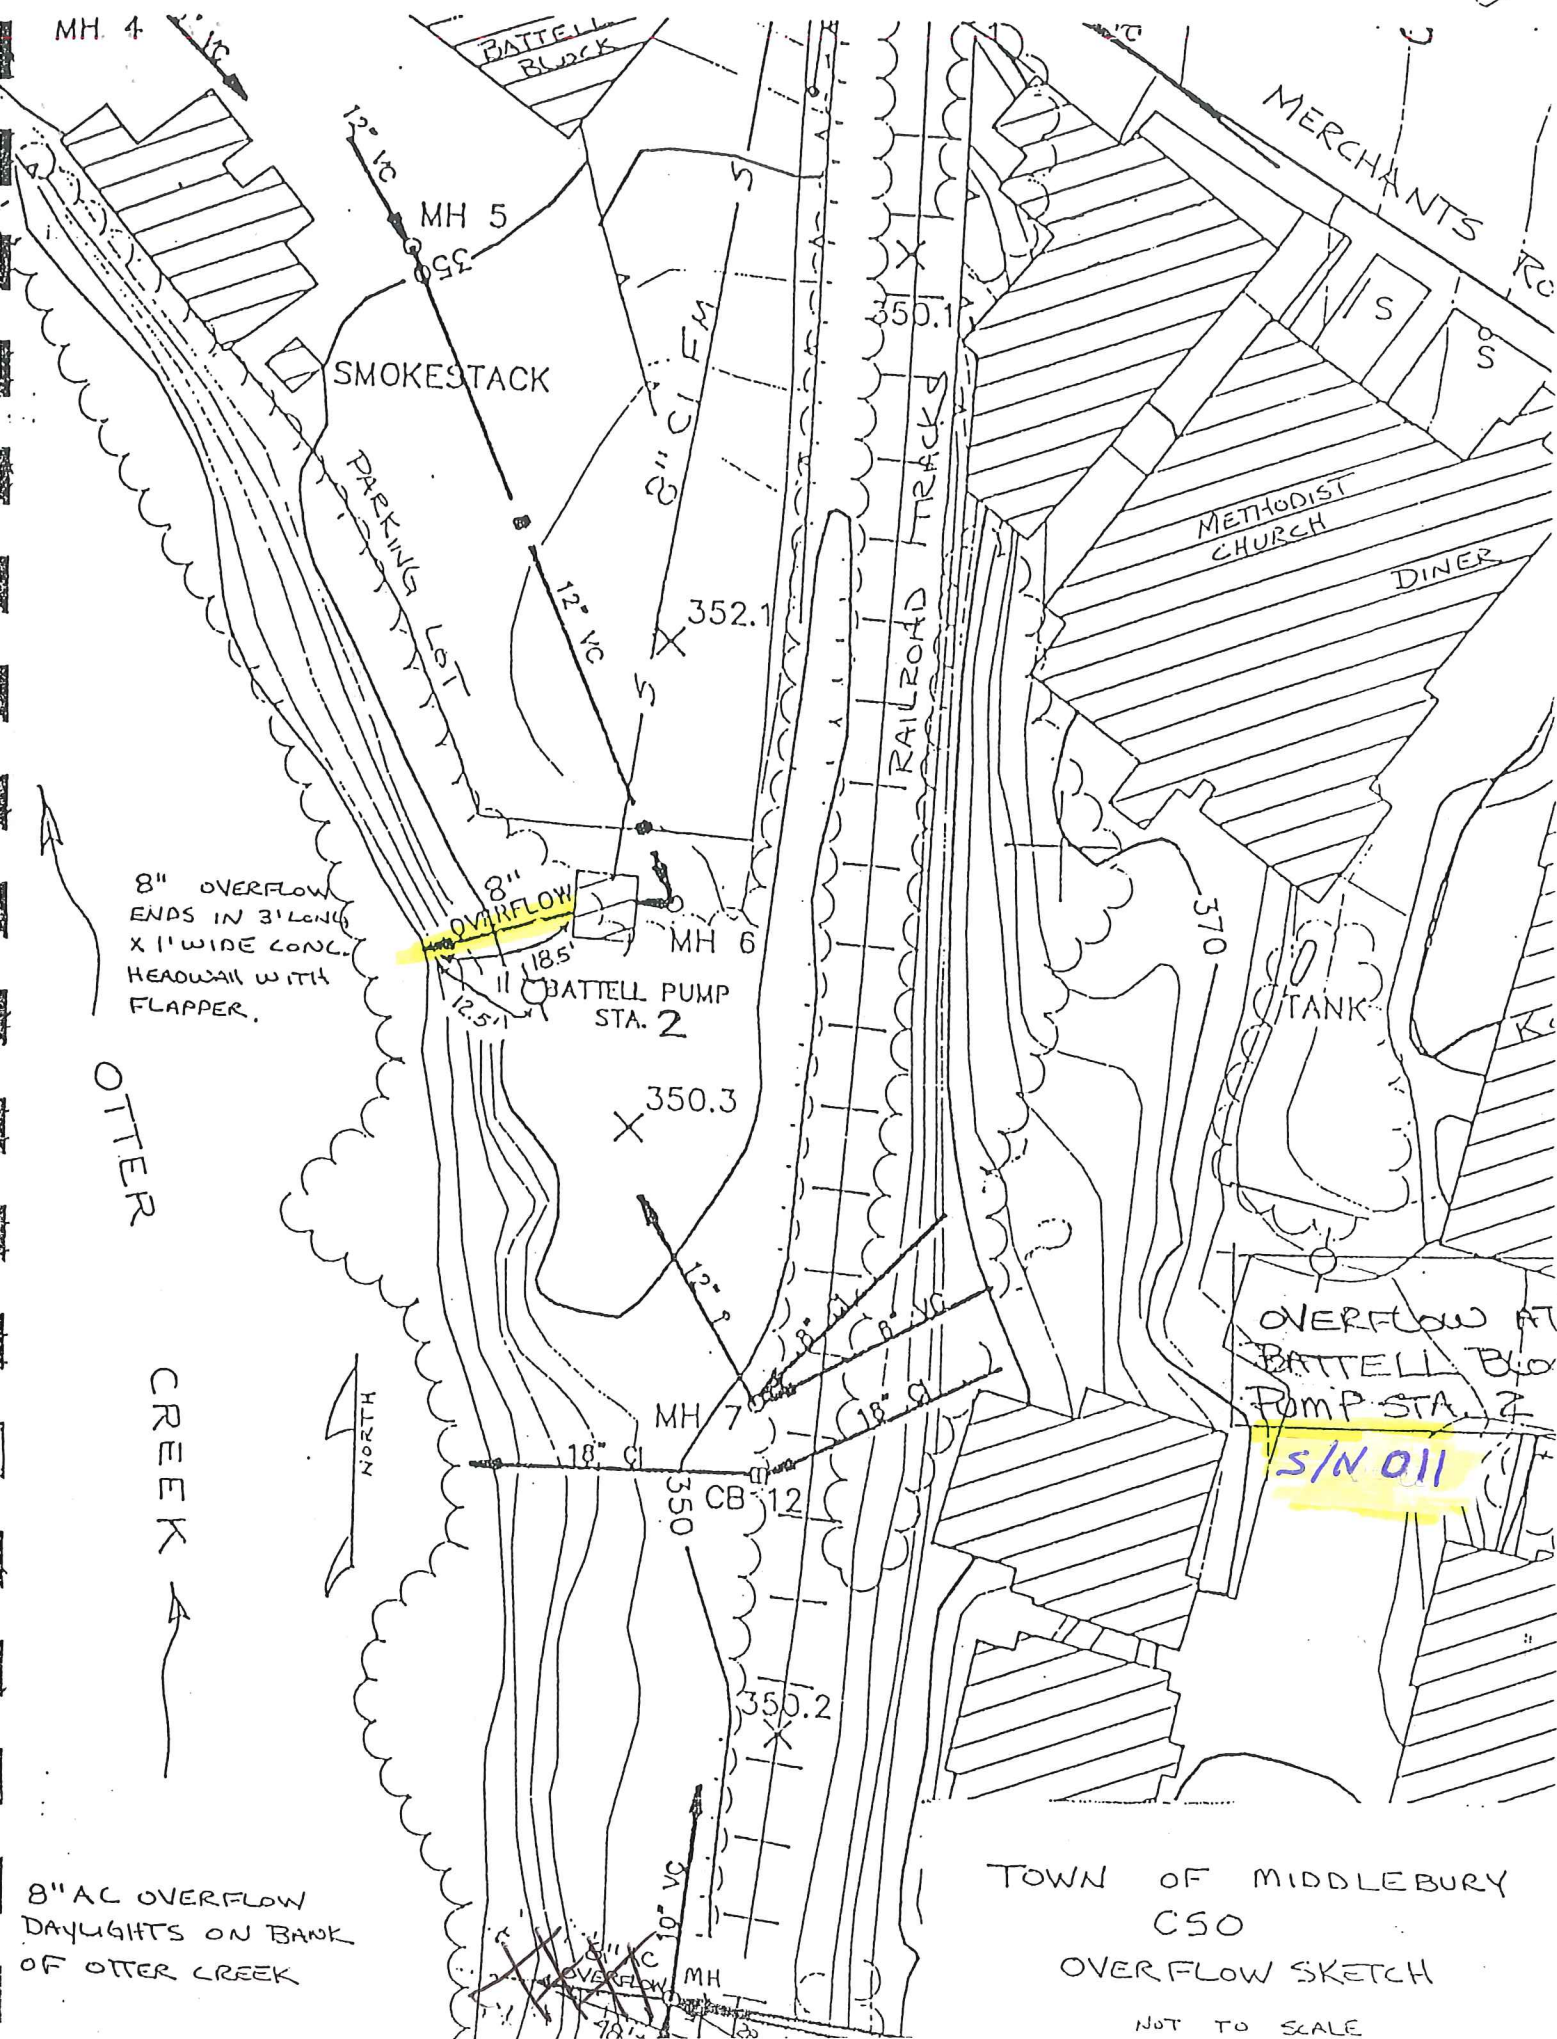 MH 4
BATTELL
BLOCK
MERCHANTS
12" VC
MH 5
350
S
350.1
S
S
SMOKESTACK
8" CI FM
PARKING
LOT
RAILROAD TRACKS
METHODIST
CHURCH
DINER
352.1
12" VC
S
8" OVERFLOW
ENDS IN 3' LONG
X 1' WIDE CONC.
HEADWALL WITH
FLAPPER.
8"
OVERFLOW
18.5'
12.5'
MH 6
BATTELL PUMP
STA. 2
370
TANK
350.3
OTTER
CREEK
NORTH
12"
8" CI
8" VC
18" CI
MH 7
18" CI
CB 12
350
OVERFLOW AT
BATTELL
PUMP STA. 2
S/N 011
350.2
10" VC
8" AC OVERFLOW
DAYLIGHTS ON BANK
OF OTTER CREEK
OVERFLOW
MH
TOWN OF MIDDLEBURY
CSO
OVERFLOW SKETCH
NOT TO SCALE